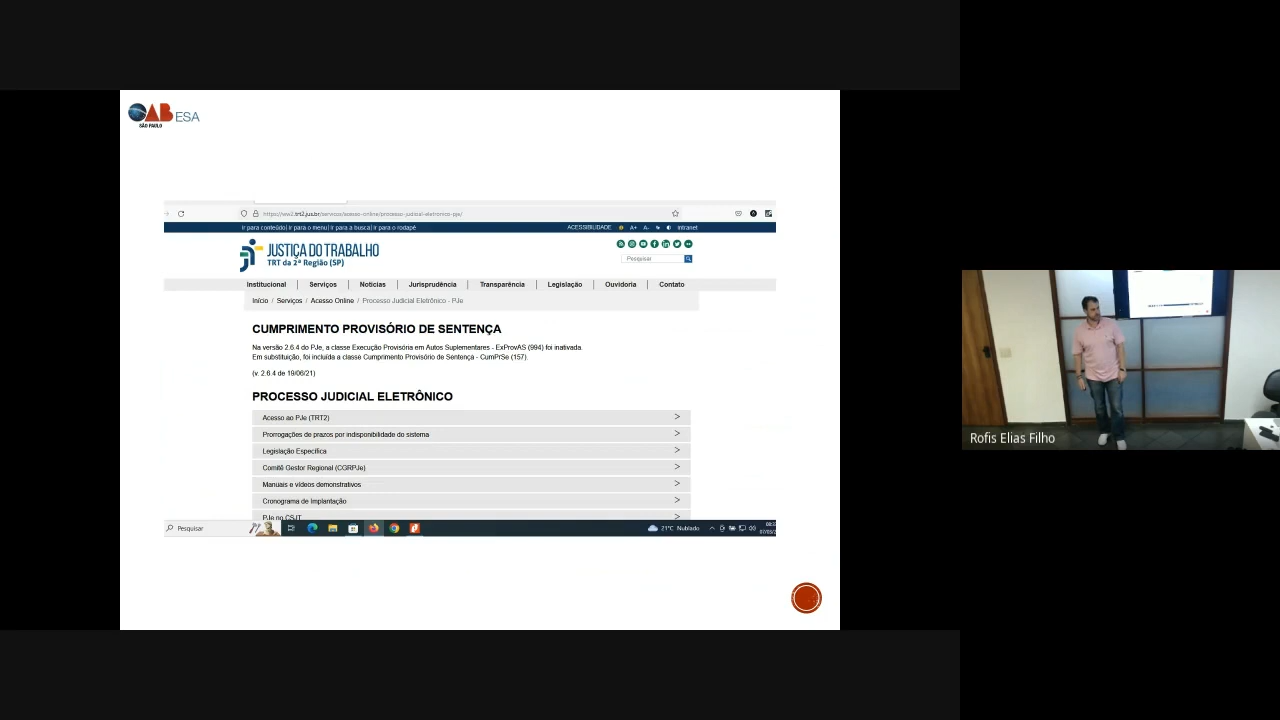 OAB ESA
SÃO PAULO
https://ww2.trt2.jus.br/servicos/acesso-online/processo-judicial-eletronico-pje/
Ir para conteúdo| Ir para o menu| Ir para a busca| Ir para o rodapé
ACESSIBILIDADE A+ A- Intranet
JUSTIÇA DO TRABALHO
TRT da 2ª Região (SP)
Pesquisar
Institucional Serviços Notícias Jurisprudência Transparência Legislação Ouvidoria Contato
Início / Serviços / Acesso Online / Processo Judicial Eletrônico - PJe
CUMPRIMENTO PROVISÓRIO DE SENTENÇA
Na versão 2.6.4 do PJe, a classe Execução Provisória em Autos Suplementares - ExProvAS (994) foi inativada.
Em substituição, foi incluída a classe Cumprimento Provisório de Sentença - CumPrSe (157).
(v. 2.6.4 de 19/06/21)
PROCESSO JUDICIAL ELETRÔNICO
Acesso ao PJe (TRT2) >
Prorrogações de prazos por indisponibilidade do sistema >
Legislação Específica >
Comitê Gestor Regional (CGRPJe) >
Manuais e vídeos demonstrativos >
Cronograma de Implantação >
PJe no CSJT >
Pesquisar
21°C Nublado
Rofis Elias Filho